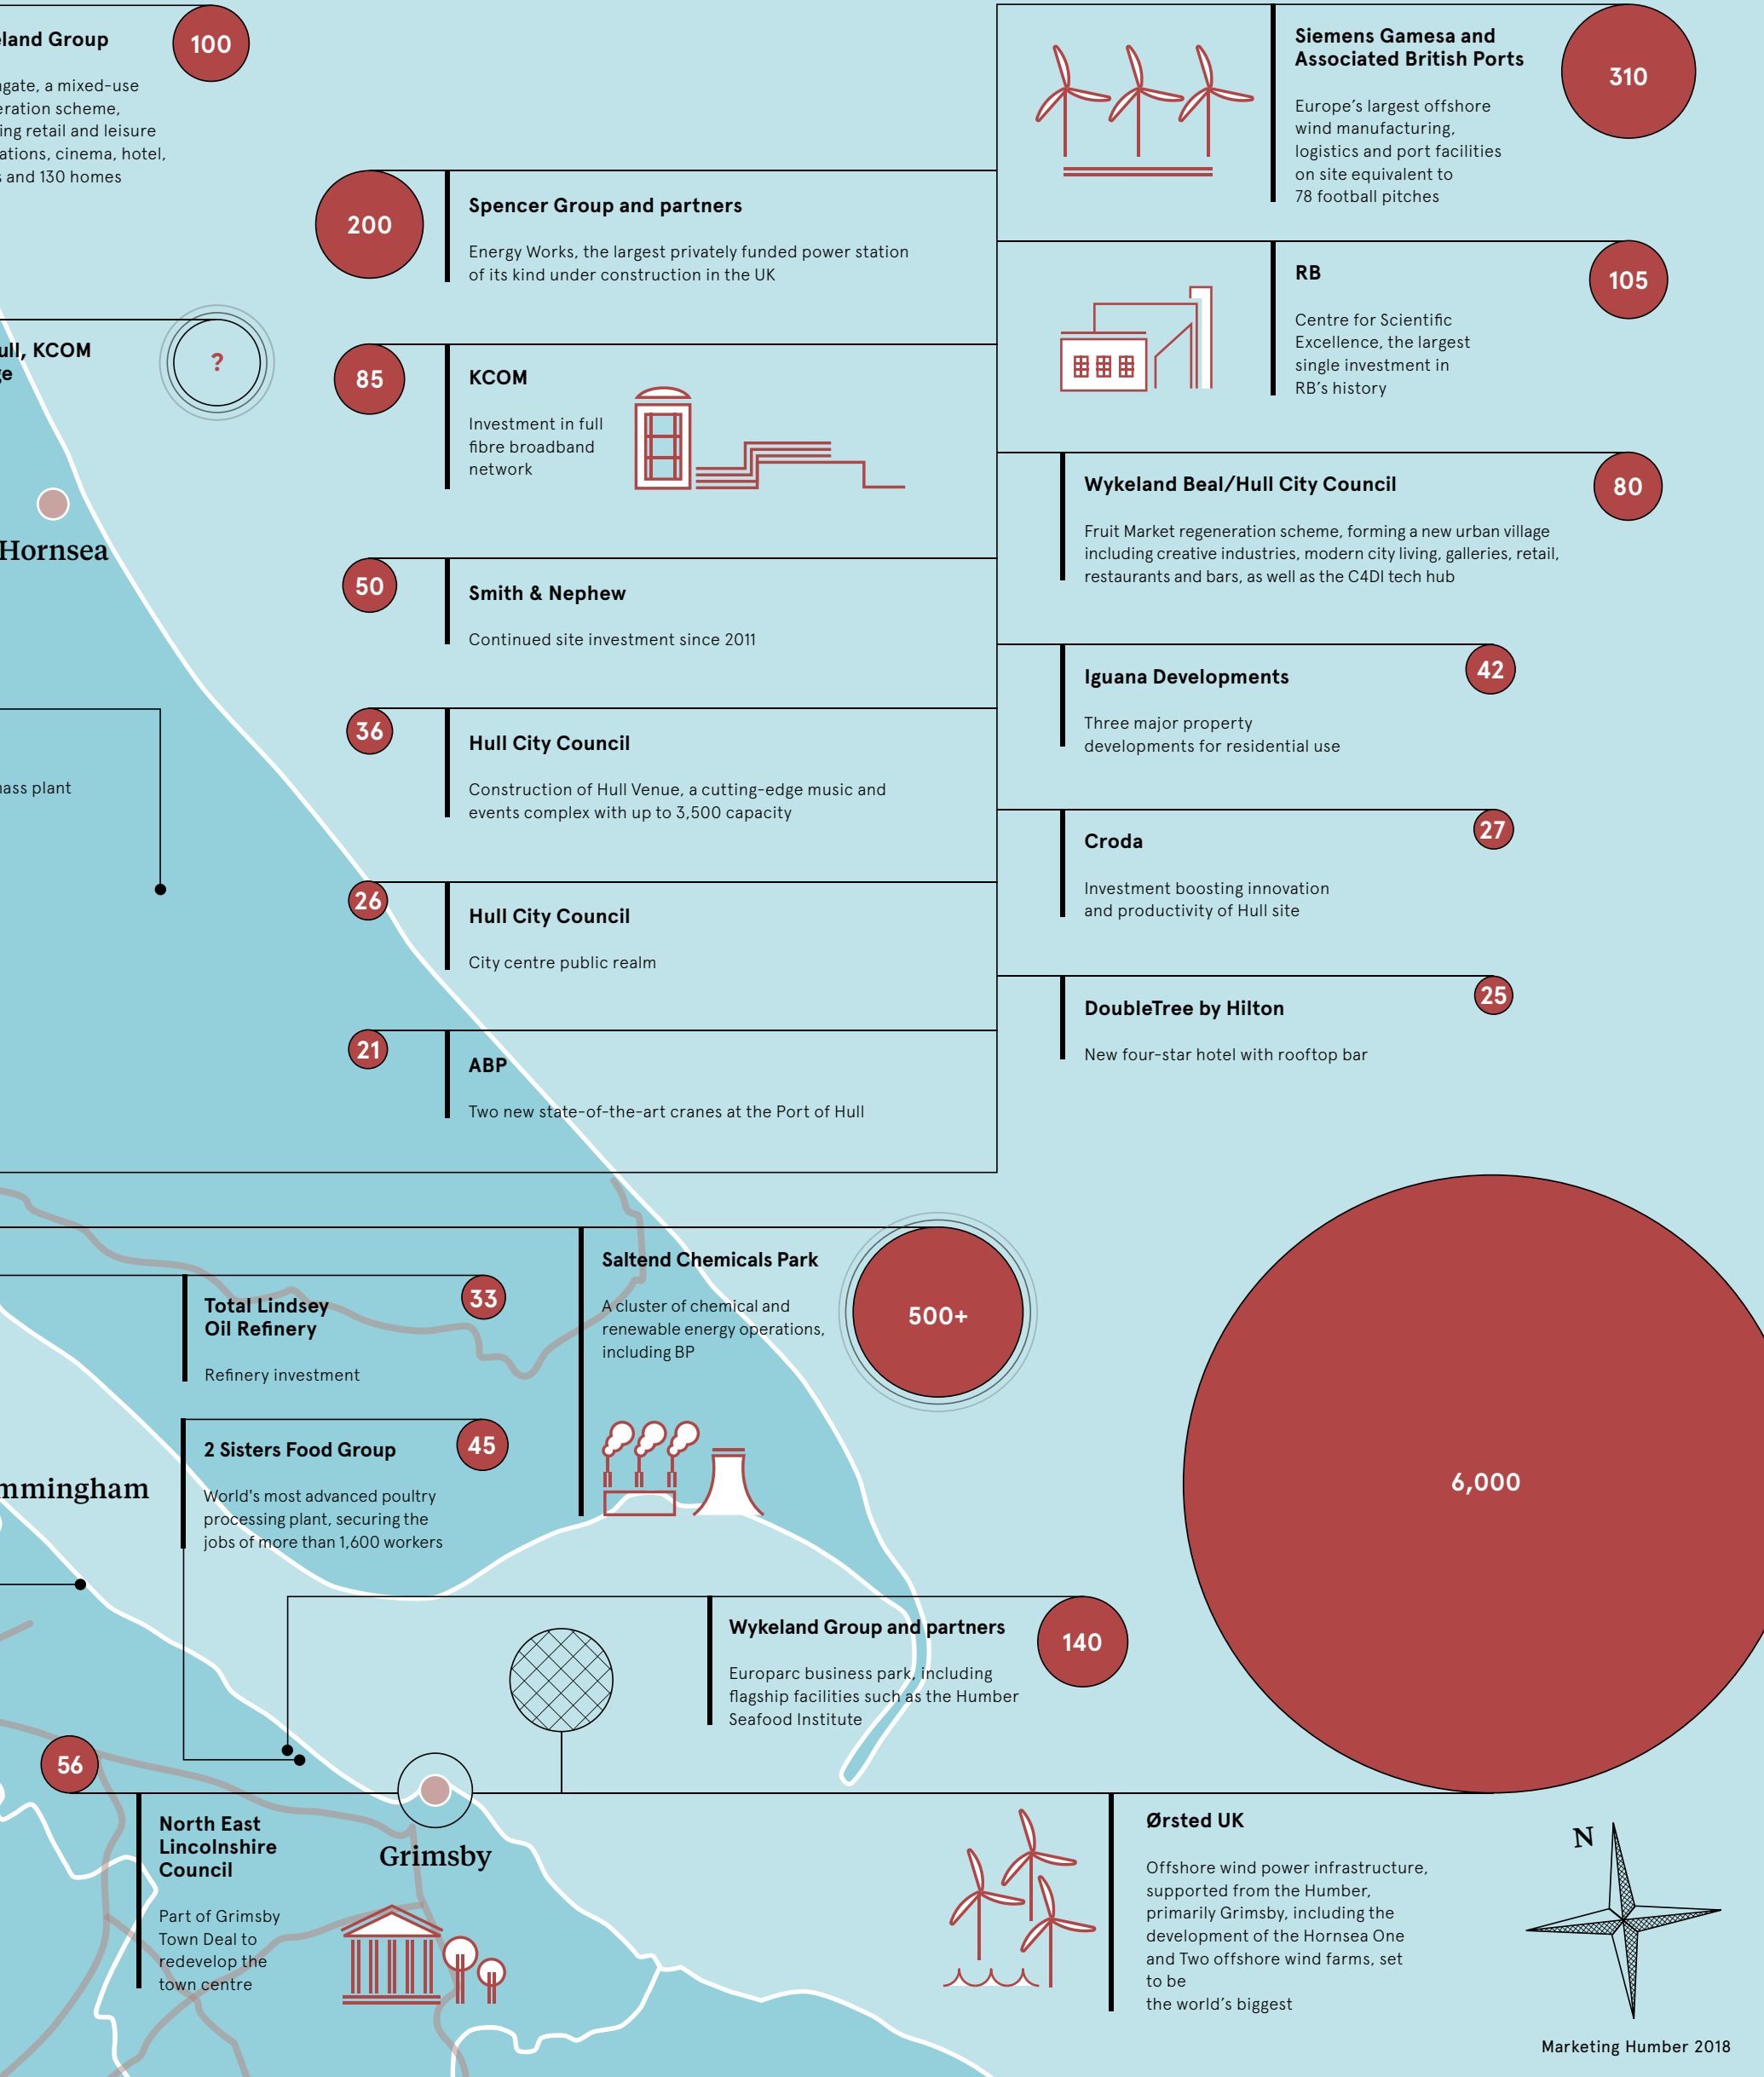 eland Group
100
gate, a mixed-use
eration scheme,
ing retail and leisure
ations, cinema, hotel,
s and 130 homes
ull, KCOM
ge
?
Hornsea
ass plant
200
Spencer Group and partners
Energy Works, the largest privately funded power station
of its kind under construction in the UK
85
KCOM
Investment in full
fibre broadband
network
50
Smith & Nephew
Continued site investment since 2011
36
Hull City Council
Construction of Hull Venue, a cutting-edge music and
events complex with up to 3,500 capacity
26
Hull City Council
City centre public realm
21
ABP
Two new state-of-the-art cranes at the Port of Hull
Siemens Gamesa and
Associated British Ports
310
Europe’s largest offshore
wind manufacturing,
logistics and port facilities
on site equivalent to
78 football pitches
RB
105
Centre for Scientific
Excellence, the largest
single investment in
RB’s history
Wykeland Beal/Hull City Council
80
Fruit Market regeneration scheme, forming a new urban village
including creative industries, modern city living, galleries, retail,
restaurants and bars, as well as the C4DI tech hub
Iguana Developments
42
Three major property
developments for residential use
Croda
27
Investment boosting innovation
and productivity of Hull site
DoubleTree by Hilton
25
New four-star hotel with rooftop bar
Total Lindsey
Oil Refinery
33
Refinery investment
2 Sisters Food Group
45
World's most advanced poultry
processing plant, securing the
jobs of more than 1,600 workers
mmingham
Saltend Chemicals Park
500+
A cluster of chemical and
renewable energy operations,
including BP
6,000
Wykeland Group and partners
140
Europarc business park, including
flagship facilities such as the Humber
Seafood Institute
56
North East
Lincolnshire
Council
Part of Grimsby
Town Deal to
redevelop the
town centre
Grimsby
Ørsted UK
Offshore wind power infrastructure,
supported from the Humber,
primarily Grimsby, including the
development of the Hornsea One
and Two offshore wind farms, set
to be
the world’s biggest
N
Marketing Humber 2018